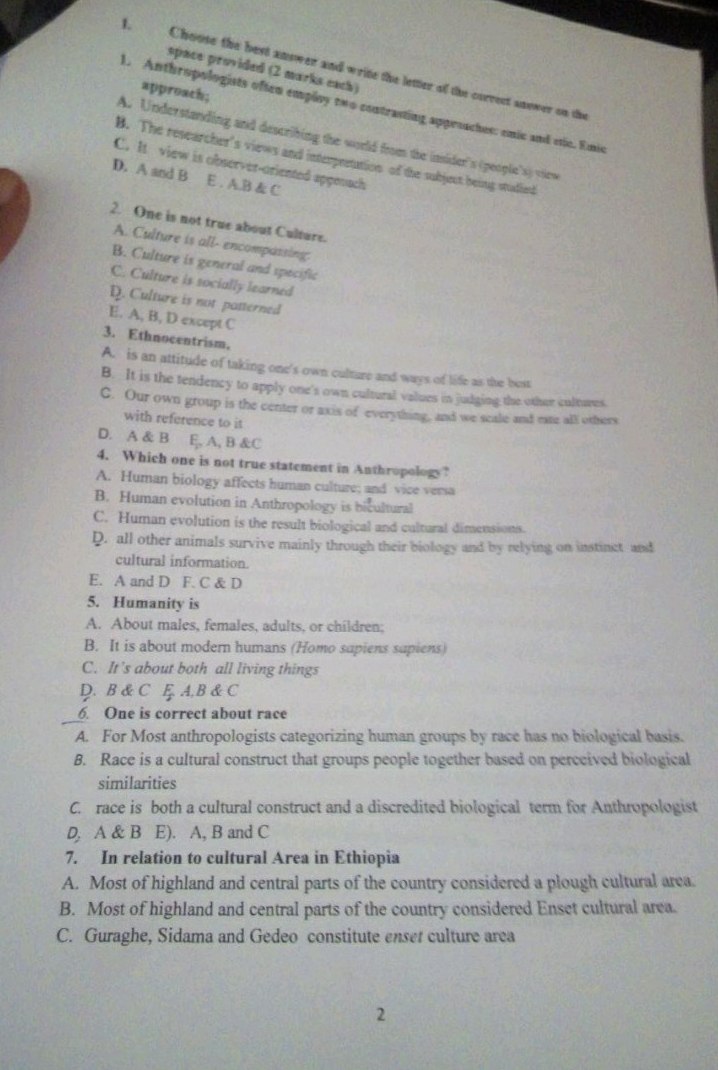 1. Choose the best answer and write the letter of the correct answer on the
space provided (2 marks each)
1. Anthropologists often employ two contrasting approaches: emic and etic. Emic
approach;
A. Understanding and describing the world from the insider's (people's) view
B. The researcher's views and interpretation of the subject being studied
C. It view is observer-oriented approach
D. A and B E. A.B & C
2. One is not true about Culture.
A. Culture is all- encompassing:
B. Culture is general and specific
C. Culture is socially learned
D. Culture is not patterned
E. A, B, D except C
3. Ethnocentrism,
A. is an attitude of taking one's own culture and ways of life as the best
B. It is the tendency to apply one's own cultural values in judging the other cultures.
C. Our own group is the center or axis of everything, and we scale and rate all others
with reference to it
D. A & B E, A, B &C
4. Which one is not true statement in Anthropology?
A. Human biology affects human culture; and vice versa
B. Human evolution in Anthropology is bicultural
C. Human evolution is the result biological and cultural dimensions.
D. all other animals survive mainly through their biology and by relying on instinct and
cultural information.
E. A and D F. C & D
5. Humanity is
A. About males, females, adults, or children;
B. It is about modern humans (Homo sapiens sapiens)
C. It's about both all living things
D. B & C E, A,B & C
6. One is correct about race
A. For Most anthropologists categorizing human groups by race has no biological basis.
B. Race is a cultural construct that groups people together based on perceived biological
similarities
C. race is both a cultural construct and a discredited biological term for Anthropologist
D, A & B E). A, B and C
7. In relation to cultural Area in Ethiopia
A. Most of highland and central parts of the country considered a plough cultural area.
B. Most of highland and central parts of the country considered Enset cultural area.
C. Guraghe, Sidama and Gedeo constitute enset culture area
2